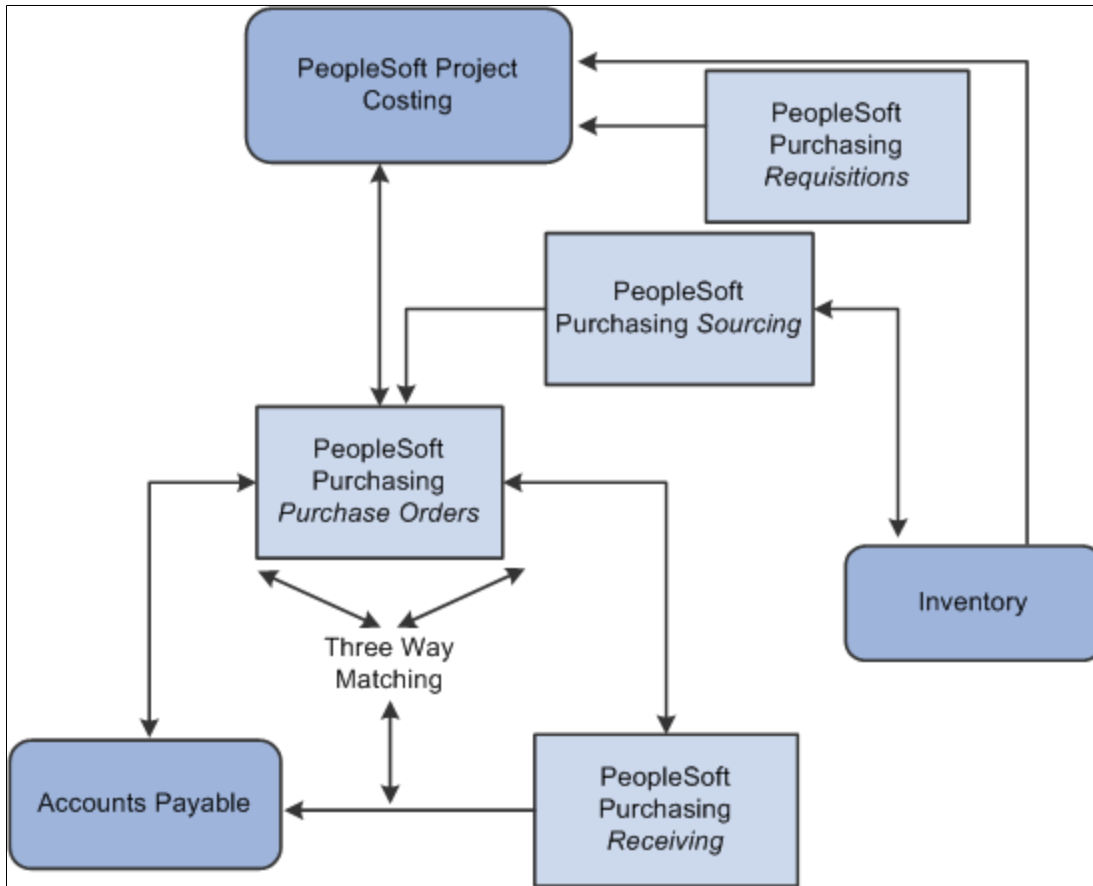 PeopleSoft Project
Costing
PeopleSoft
Purchasing
Requisitions
PeopleSoft
Purchasing Sourcing
PeopleSoft
Purchasing
Purchase Orders
Inventory
Three Way
Matching
Accounts Payable
PeopleSoft
Purchasing
Receiving